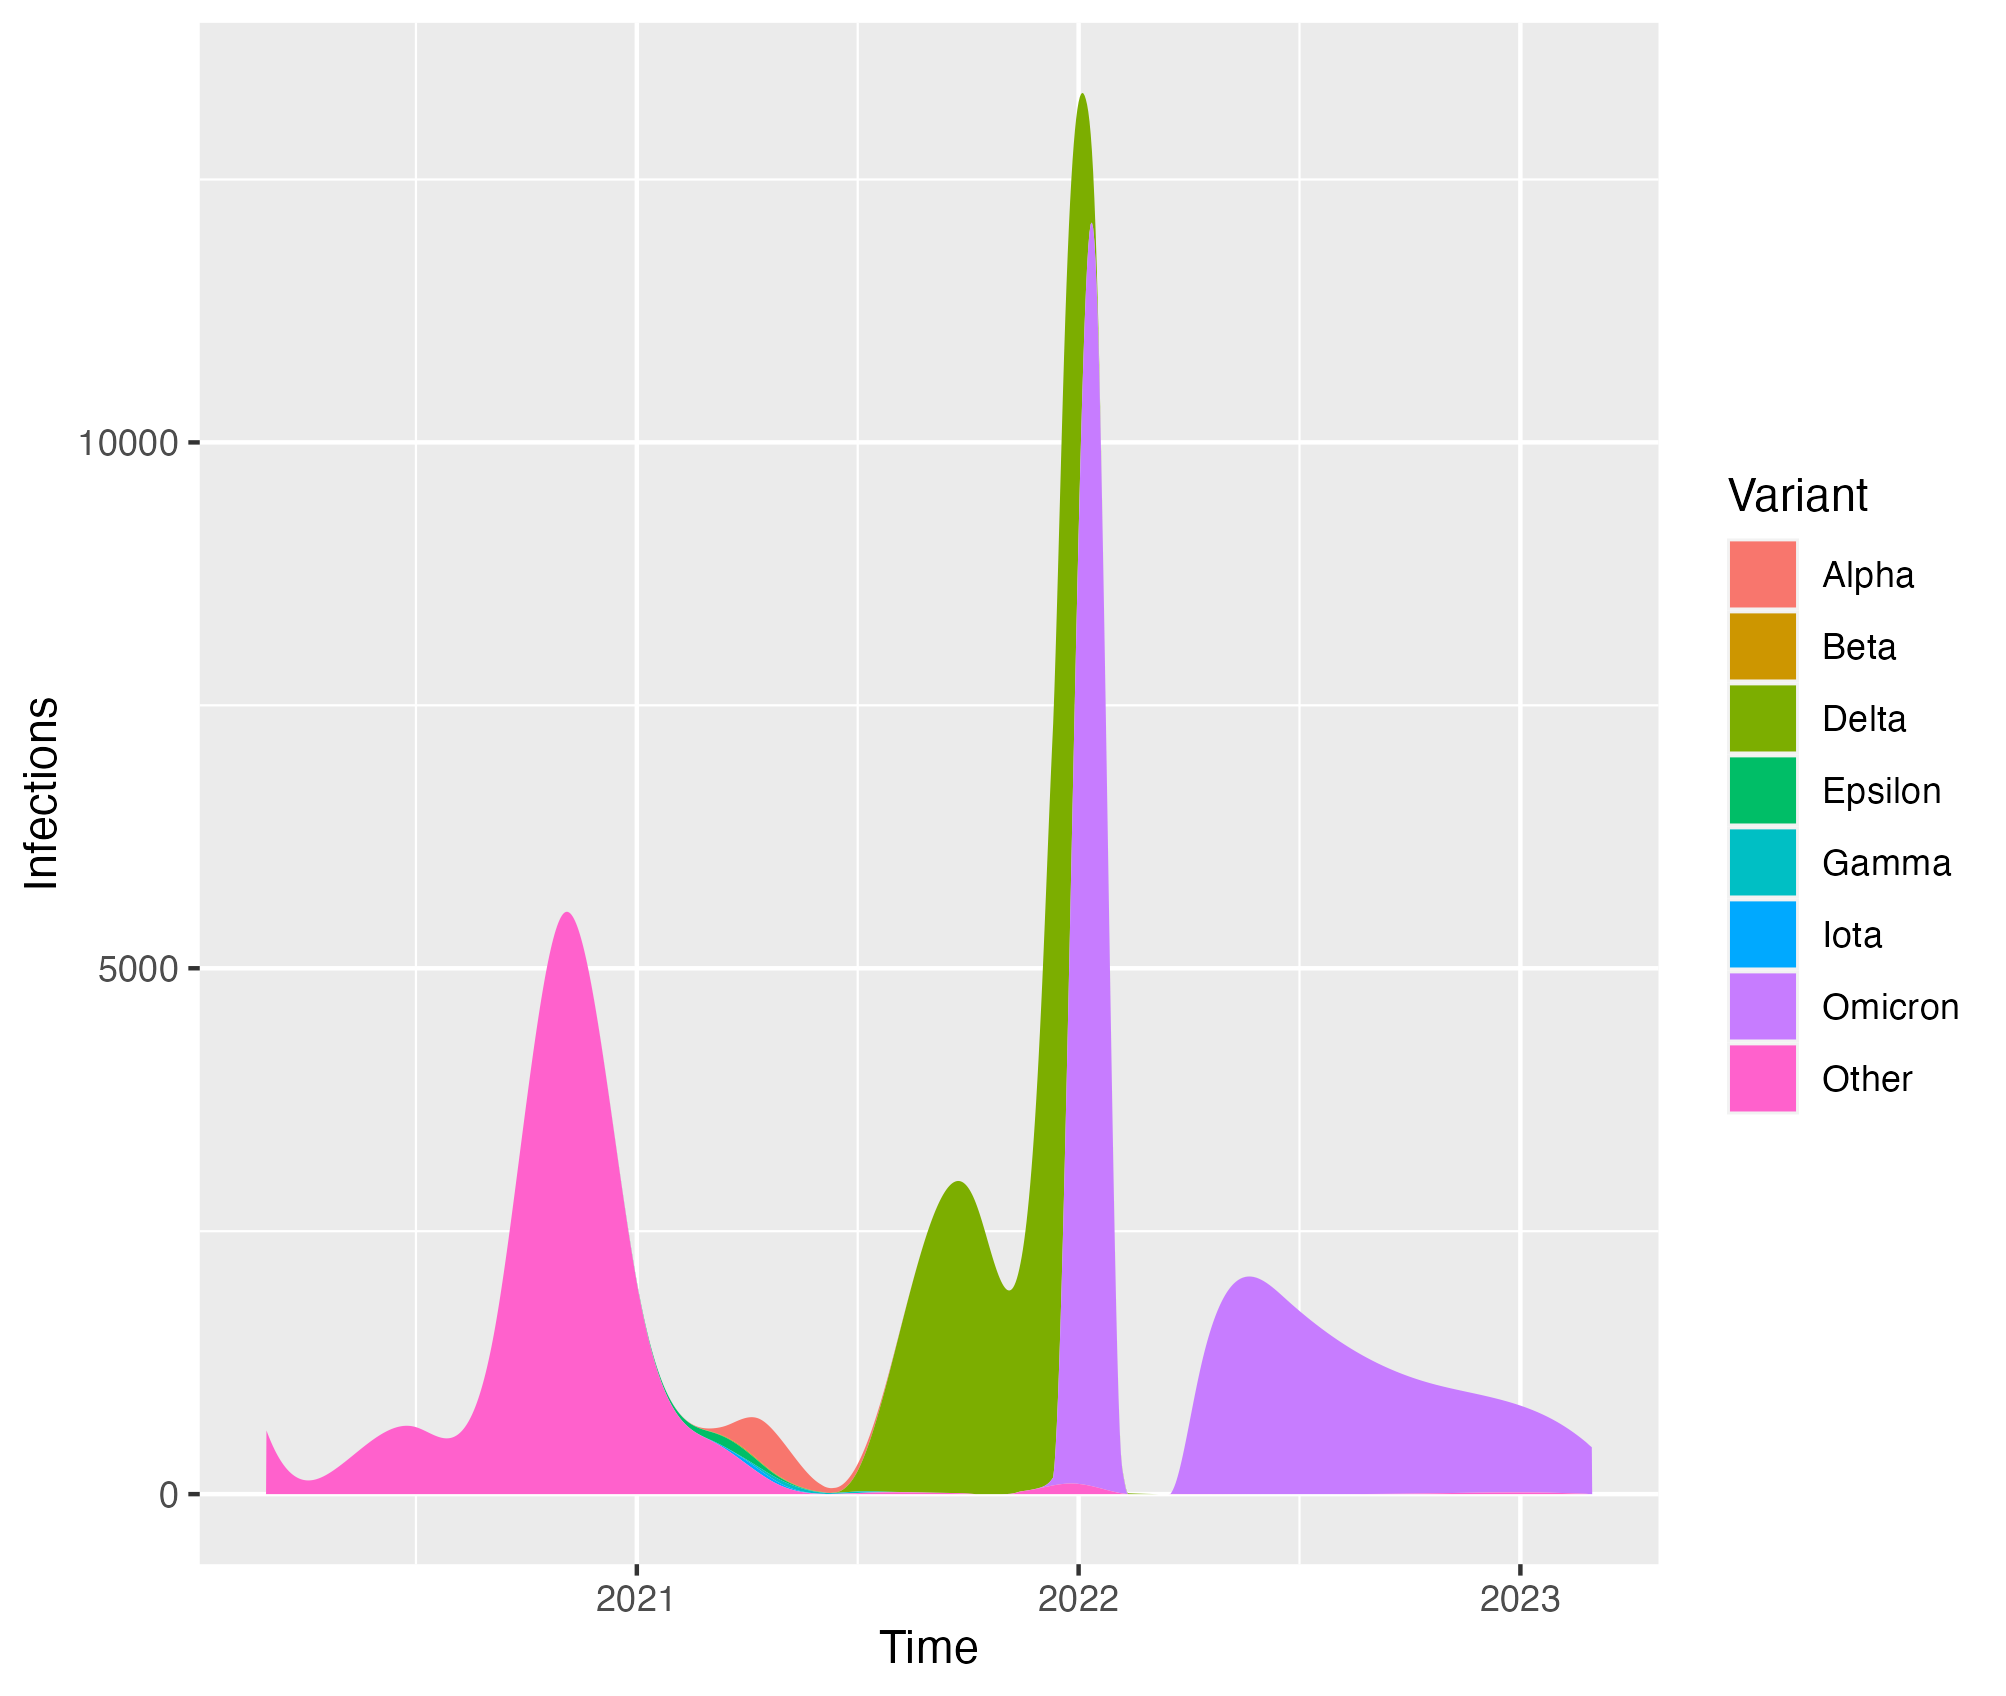 10000
5000
0
Infections
2021
2022
2023
Time
Variant
Alpha
Beta
Delta
Epsilon
Gamma
Iota
Omicron
Other